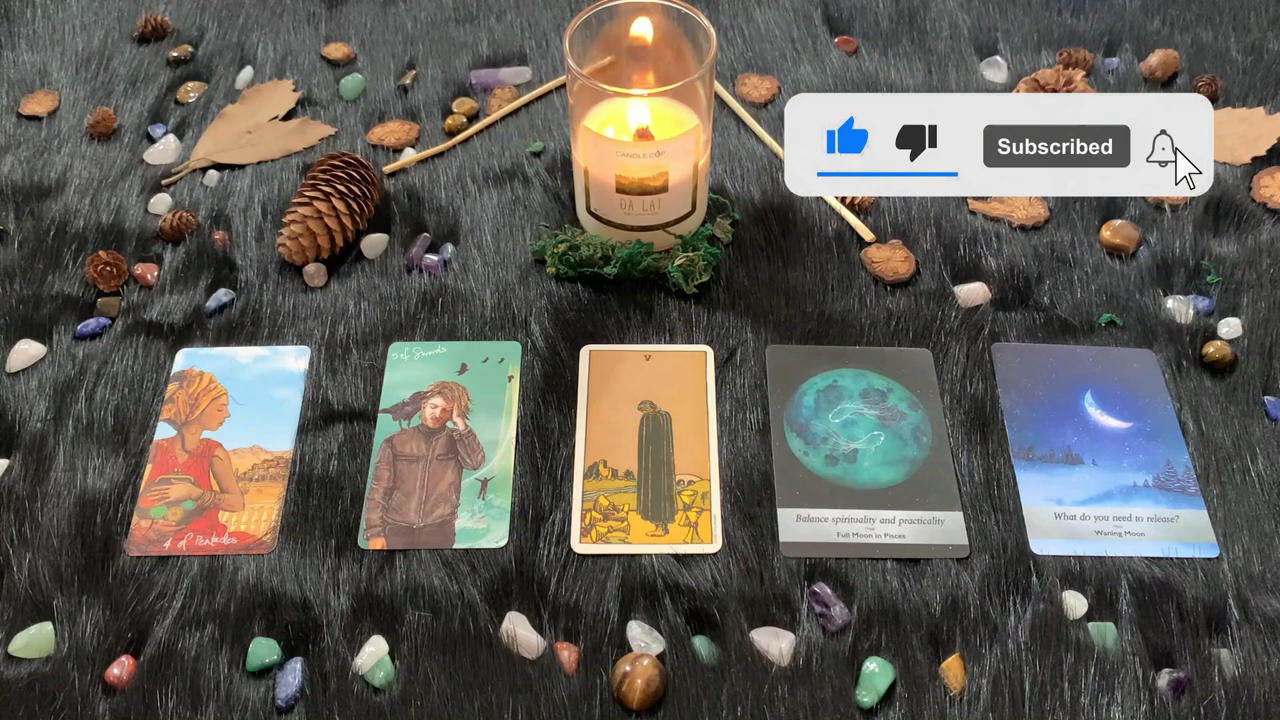 CANDLE CUP
ĐÀ LẠT
Subscribed
4 of Pentacles
5 of Swords
V
Balance spirituality and practicality
Full Moon in Pisces
What do you need to release?
Waning Moon